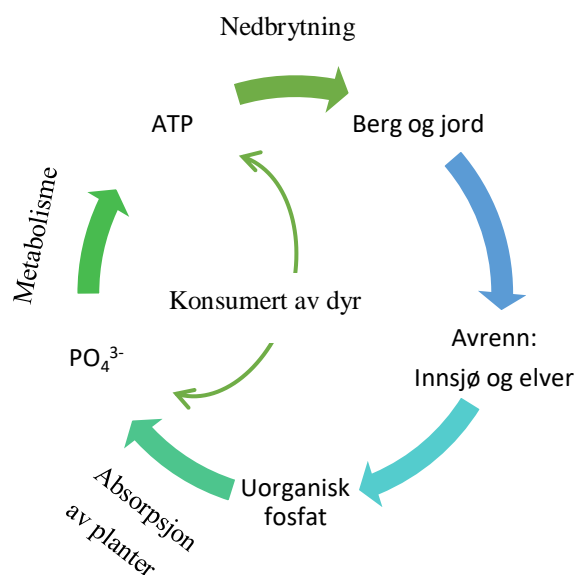 Nedbrytning
ATP
Berg og jord
Metabolisme
Konsumert av dyr
Avrenn:
Innsjø og elver
PO₄³⁻
Uorganisk
fosfat
Absorpsjon
av planter